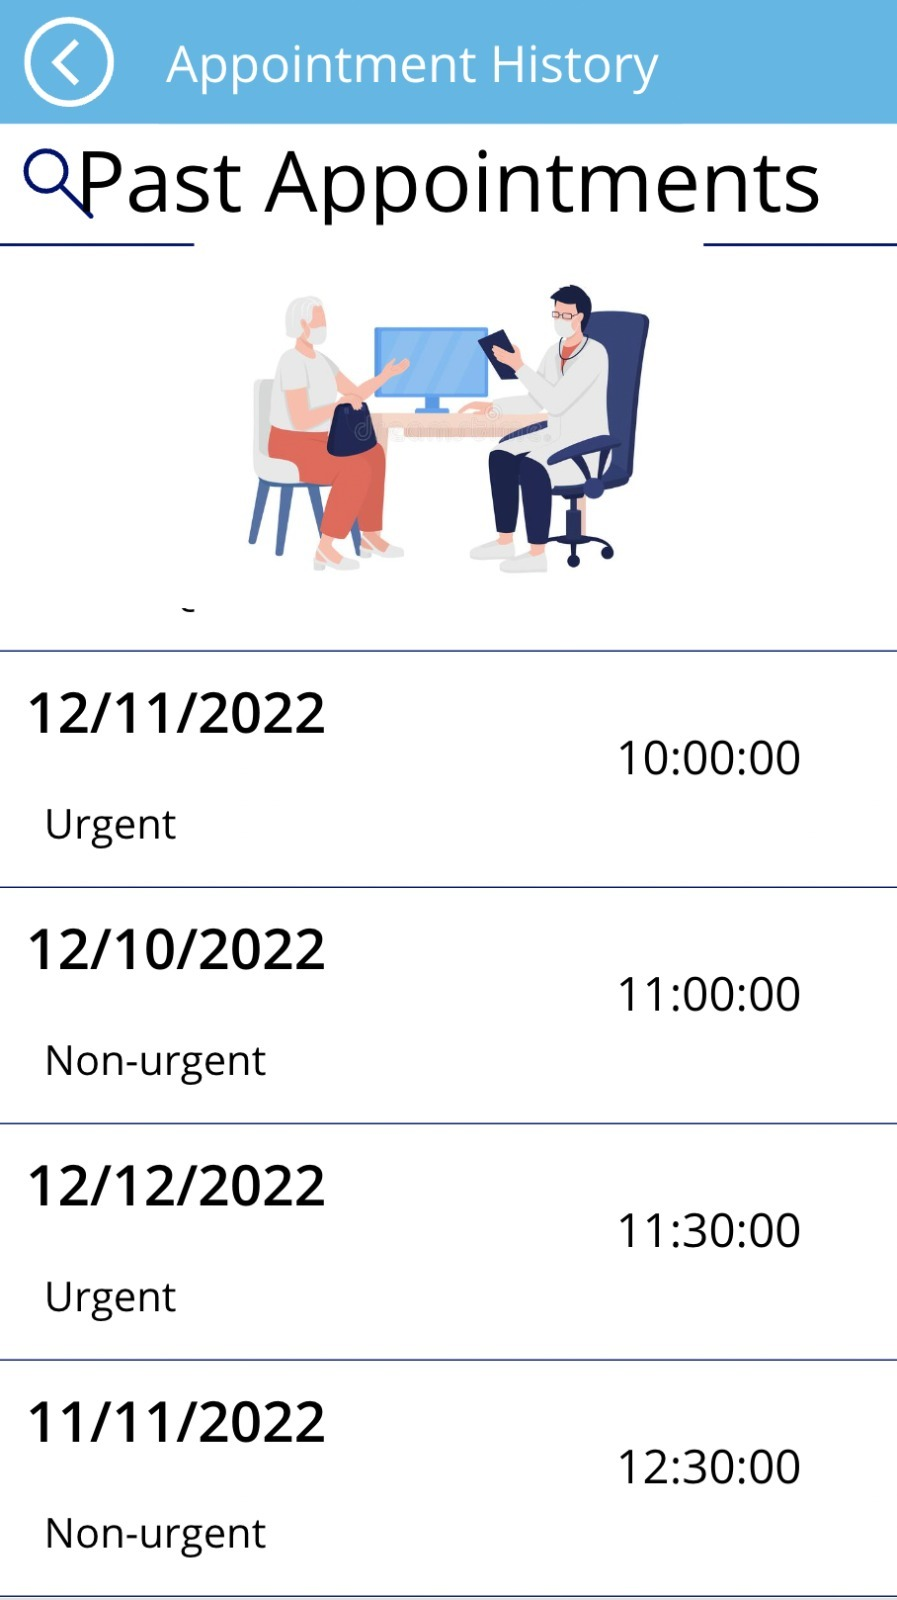 Appointment History
Past Appointments
12/11/2022
10:00:00
Urgent
12/10/2022
11:00:00
Non-urgent
12/12/2022
11:30:00
Urgent
11/11/2022
12:30:00
Non-urgent